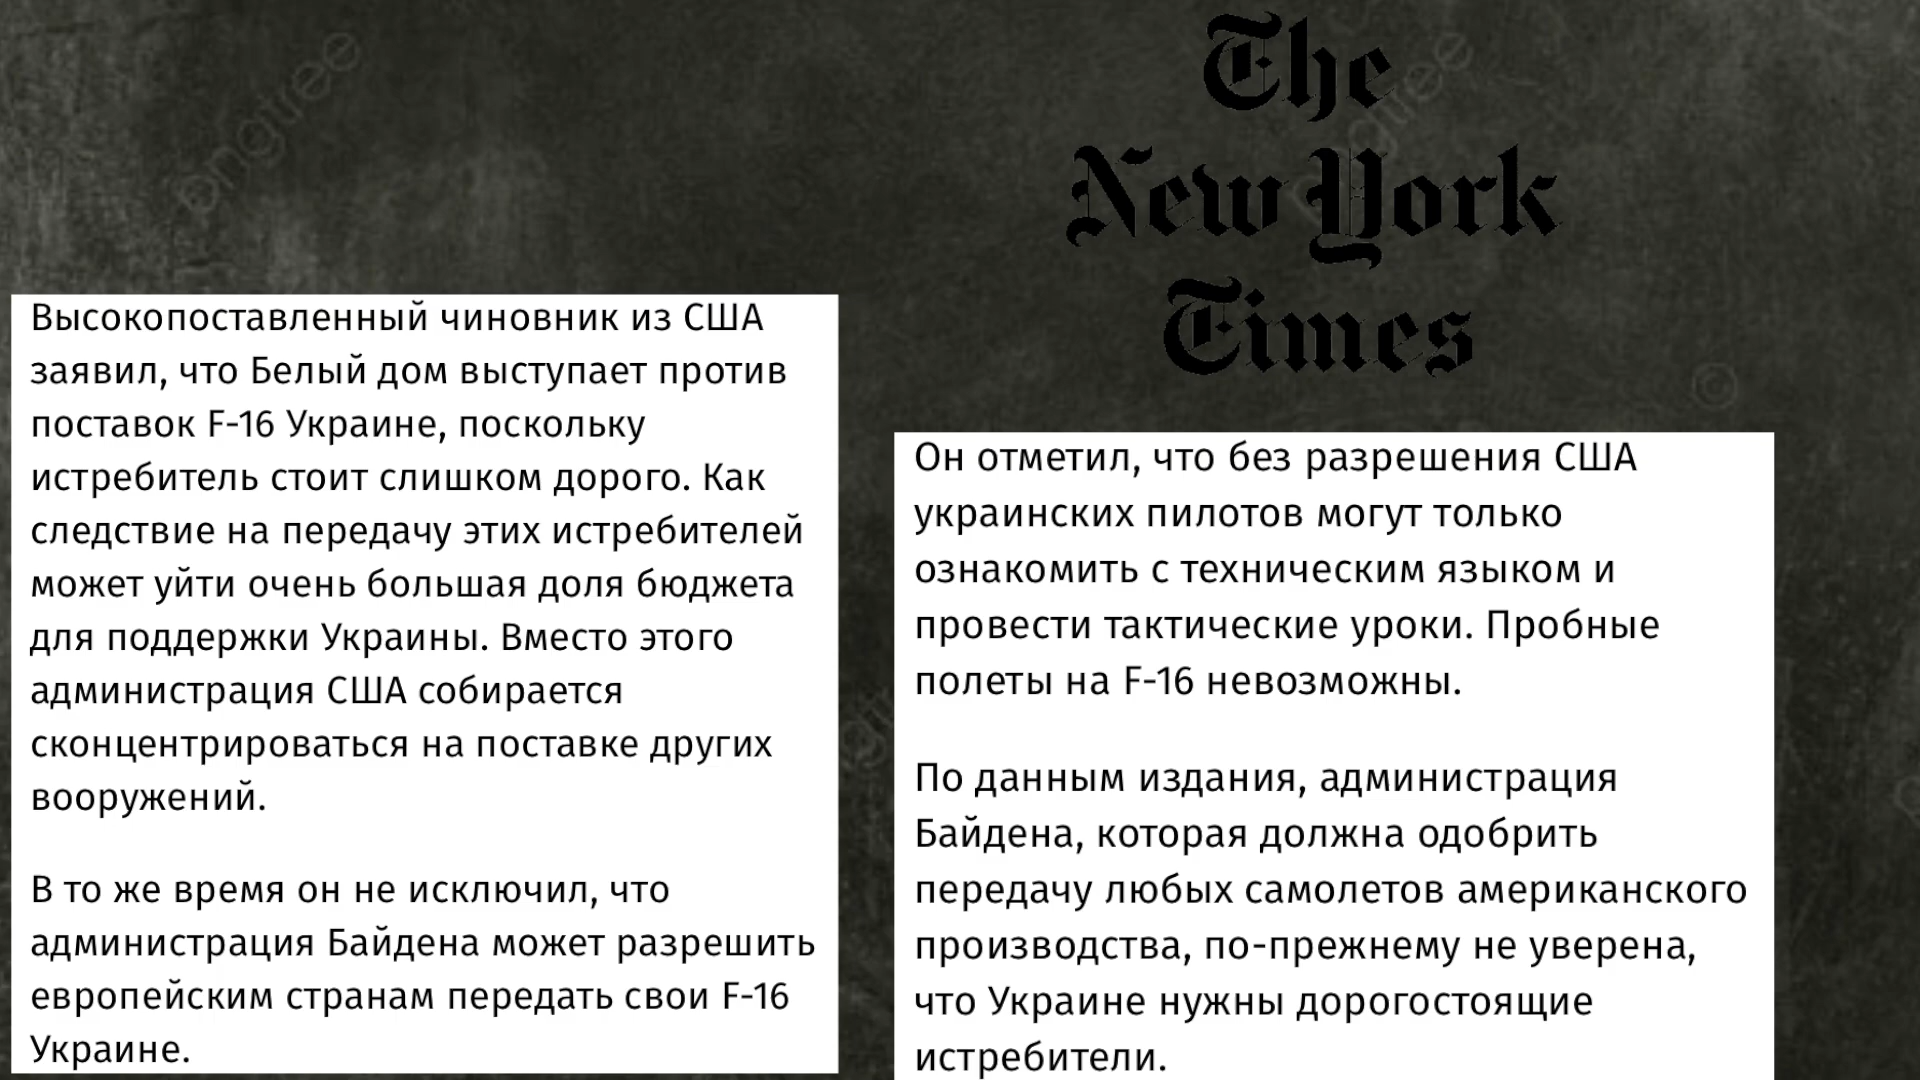 The
New York
Times
Высокопоставленный чиновник из США
заявил, что Белый дом выступает против
поставок F-16 Украине, поскольку
истребитель стоит слишком дорого. Как
следствие на передачу этих истребителей
может уйти очень большая доля бюджета
для поддержки Украины. Вместо этого
администрация США собирается
сконцентрироваться на поставке других
вооружений.
В то же время он не исключил, что
администрация Байдена может разрешить
европейским странам передать свои F-16
Украине.
Он отметил, что без разрешения США
украинских пилотов могут только
ознакомить с техническим языком и
провести тактические уроки. Пробные
полеты на F-16 невозможны.
По данным издания, администрация
Байдена, которая должна одобрить
передачу любых самолетов американского
производства, по-прежнему не уверена,
что Украине нужны дорогостоящие
истребители.